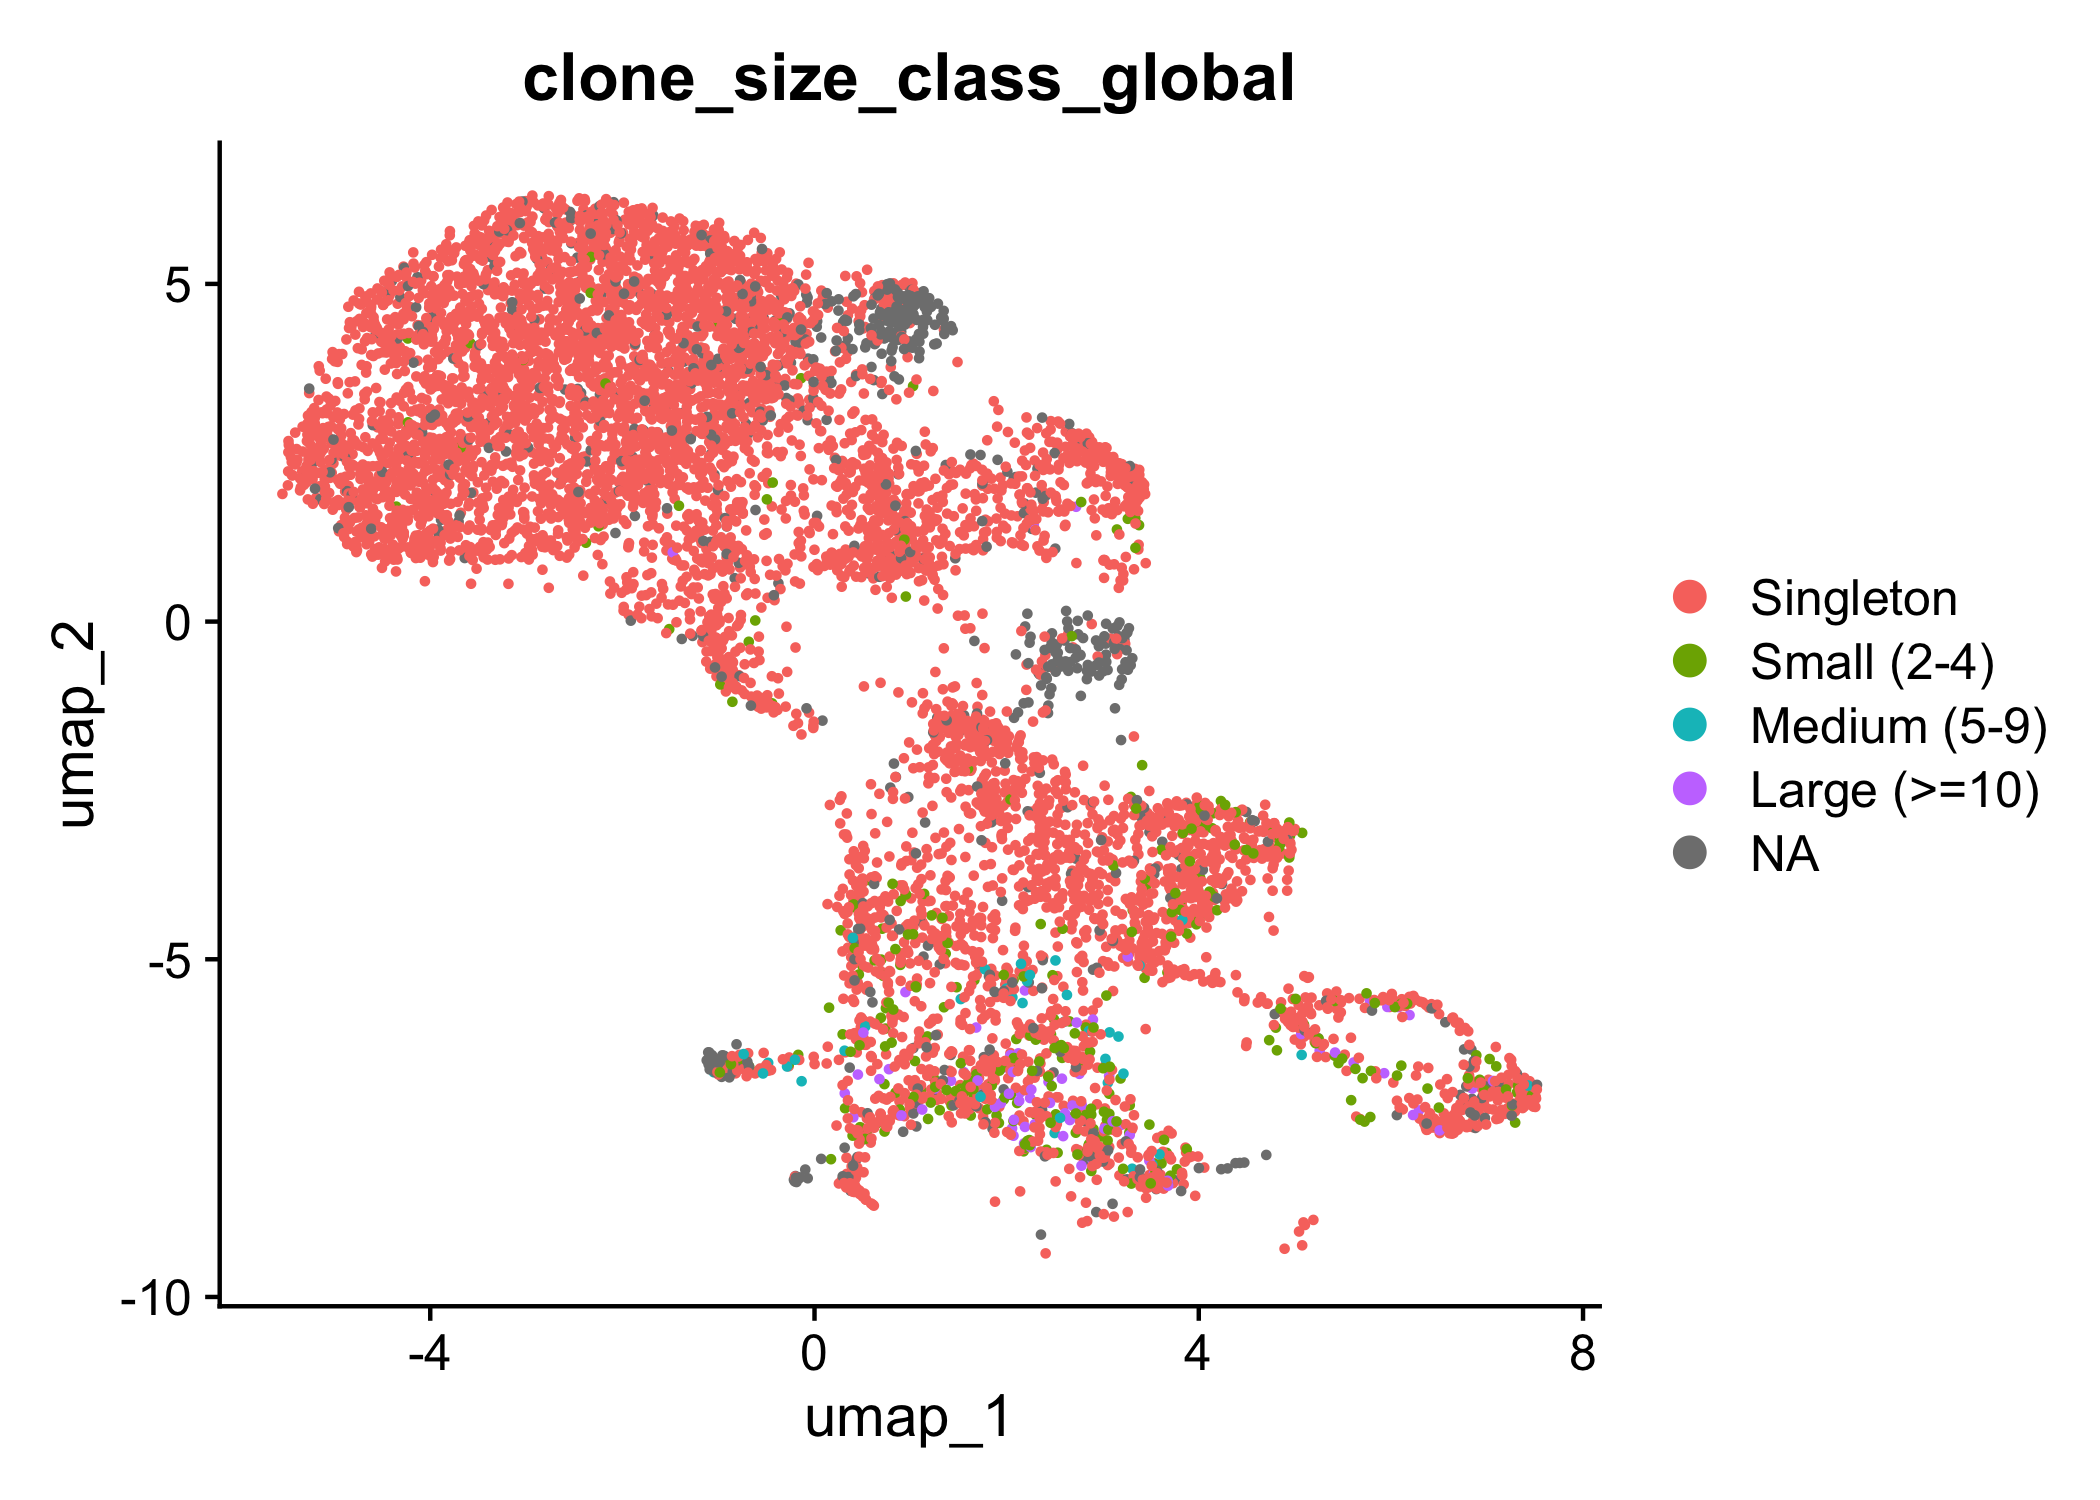 clone_size_class_global
umap_2
5
0
-5
-10
-4
0
4
8
umap_1
Singleton
Small (2-4)
Medium (5-9)
Large (>=10)
NA